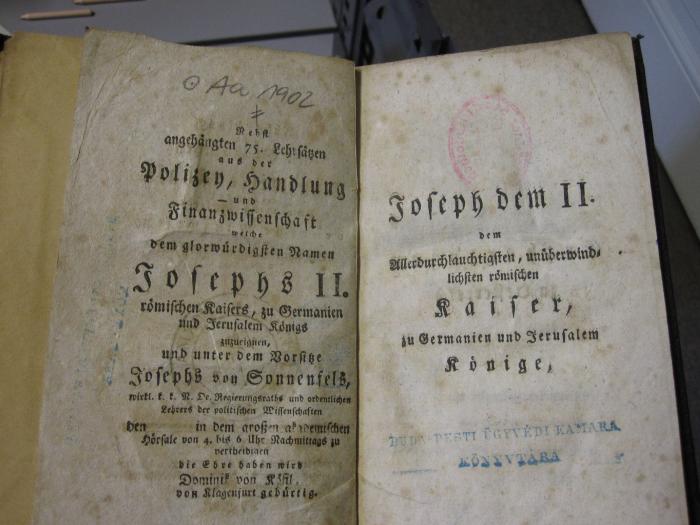 ⊙ Aa 1902
Nebst
angehängten 75. Lehrsätzen
aus der
Polizey, Handlung
und
Finanzwissenschaft
welche
dem glorwürdigsten Namen
Josephs II.
römischen Kaisers, zu Germanien
und Jerusalem Königs
zuzueignen,
und unter dem Vorsitze
Josephs von Sonnenfels,
wirkl. k. k. N. Oe. Regierungsraths und ordentlichen
Lehrers der politischen Wissenschaften
den in dem großen akademischen
Hörsale von 4. bis 6 Uhr Nachmittags zu
vertheidigen
die Ehre haben wird
Dominik von
von Klagenfurt gebürtig.
Joseph dem II.
dem
Allerdurchlauchtigsten, unüberwind-
lichsten römischen
Kaiser,
zu Germanien und Jerusalem
Könige,
BUDAPESTI ÜGYVÉDI KAMARA
KÖNYVTÁRA